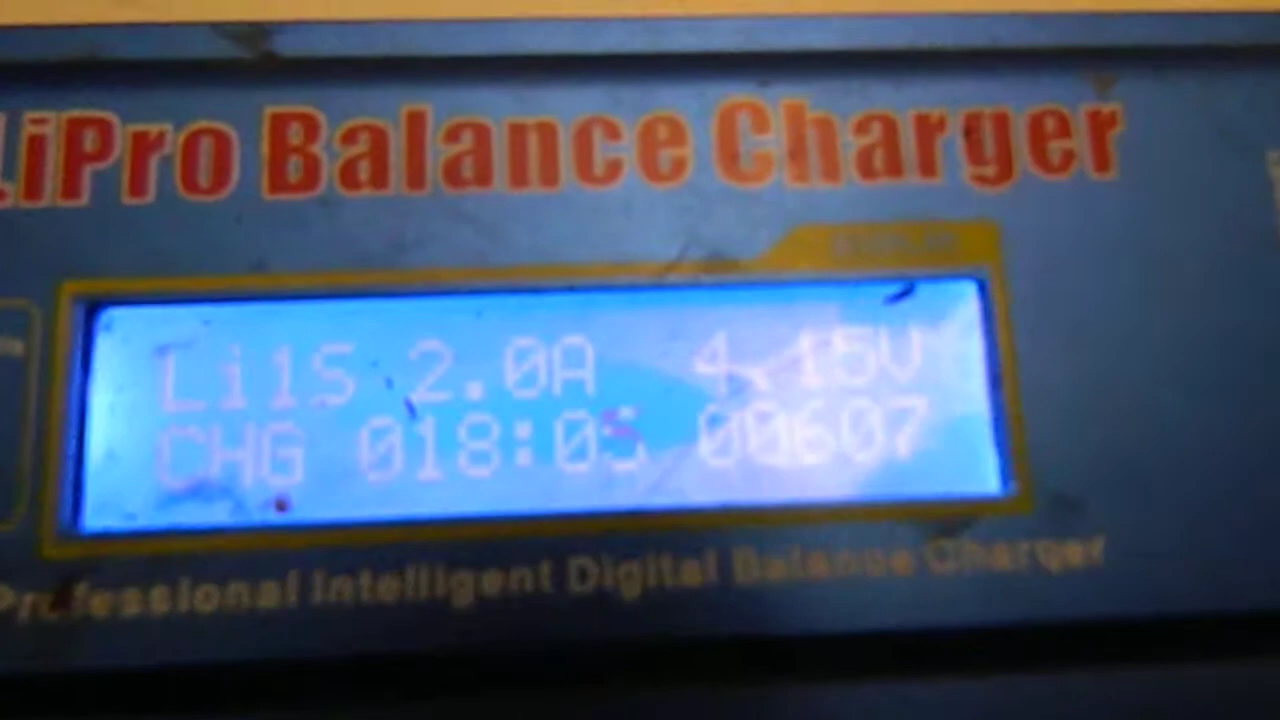 LiPro Balance Charger
Li1S 2.0A 4.15V
CHG 018:05 00607
Professional Intelligent Digital Balance Charger